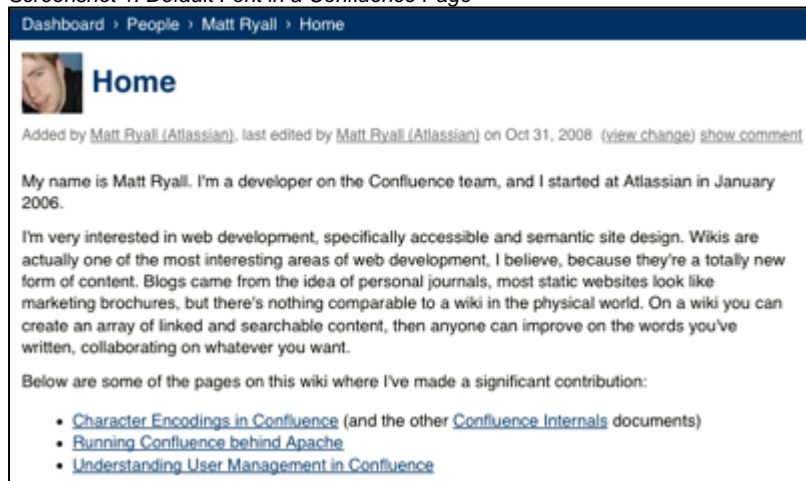 Screenshot 1: Default Font in a Confluence Page
Dashboard › People › Matt Ryall › Home
Home
Added by Matt Ryall (Atlassian), last edited by Matt Ryall (Atlassian) on Oct 31, 2008 (view change) show comment
My name is Matt Ryall. I'm a developer on the Confluence team, and I started at Atlassian in January
2006.
I'm very interested in web development, specifically accessible and semantic site design. Wikis are
actually one of the most interesting areas of web development, I believe, because they're a totally new
form of content. Blogs came from the idea of personal journals, most static websites look like
marketing brochures, but there's nothing comparable to a wiki in the physical world. On a wiki you can
create an array of linked and searchable content, then anyone can improve on the words you've
written, collaborating on whatever you want.
Below are some of the pages on this wiki where I've made a significant contribution:
• Character Encodings in Confluence (and the other Confluence Internals documents)
• Running Confluence behind Apache
• Understanding User Management in Confluence